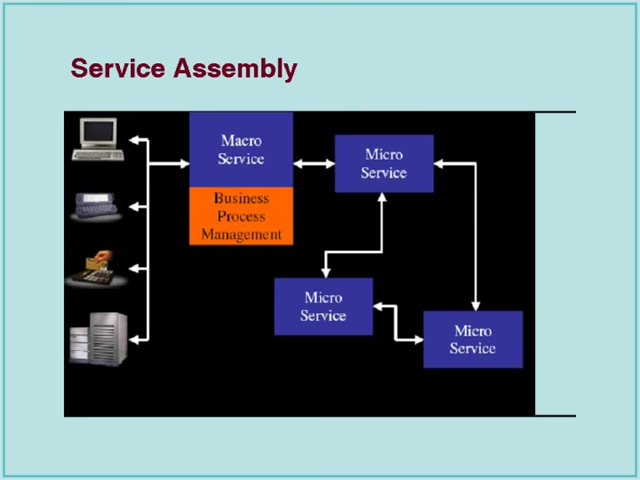 Service Assembly
Macro
Service
Business
Process
Management
Micro
Service
Micro
Service
Micro
Service